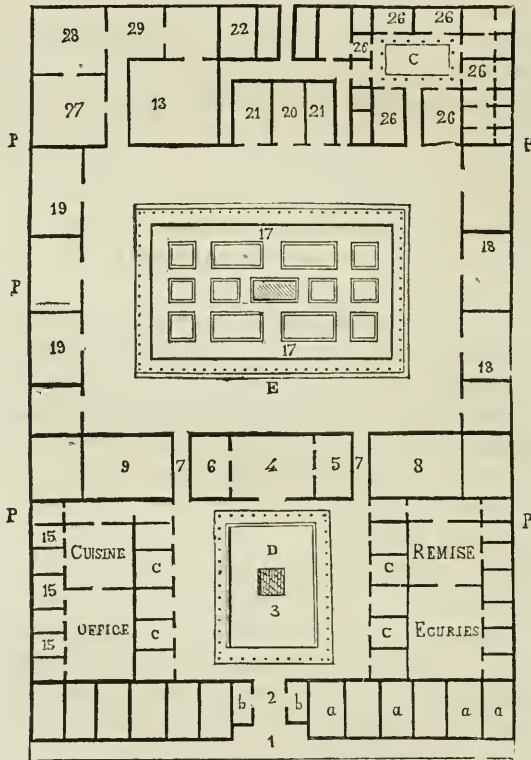 28 29 22 26 26
26 C 26
27 13 21 20 21 26 26
P
19 17 18
P
19 17 18
E
9 7 6 4 5 7 8
P P
15 CUISINE C D C REMISE
15 3
15 OFFICE C C ECURIES
b 2 b a a a a
1